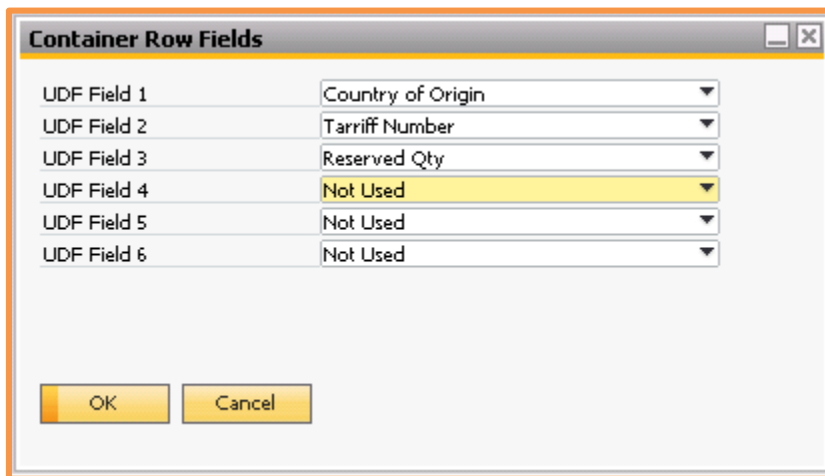 Container Row Fields
UDF Field 1 Country of Origin
UDF Field 2 Tarriff Number
UDF Field 3 Reserved Qty
UDF Field 4 Not Used
UDF Field 5 Not Used
UDF Field 6 Not Used
OK Cancel